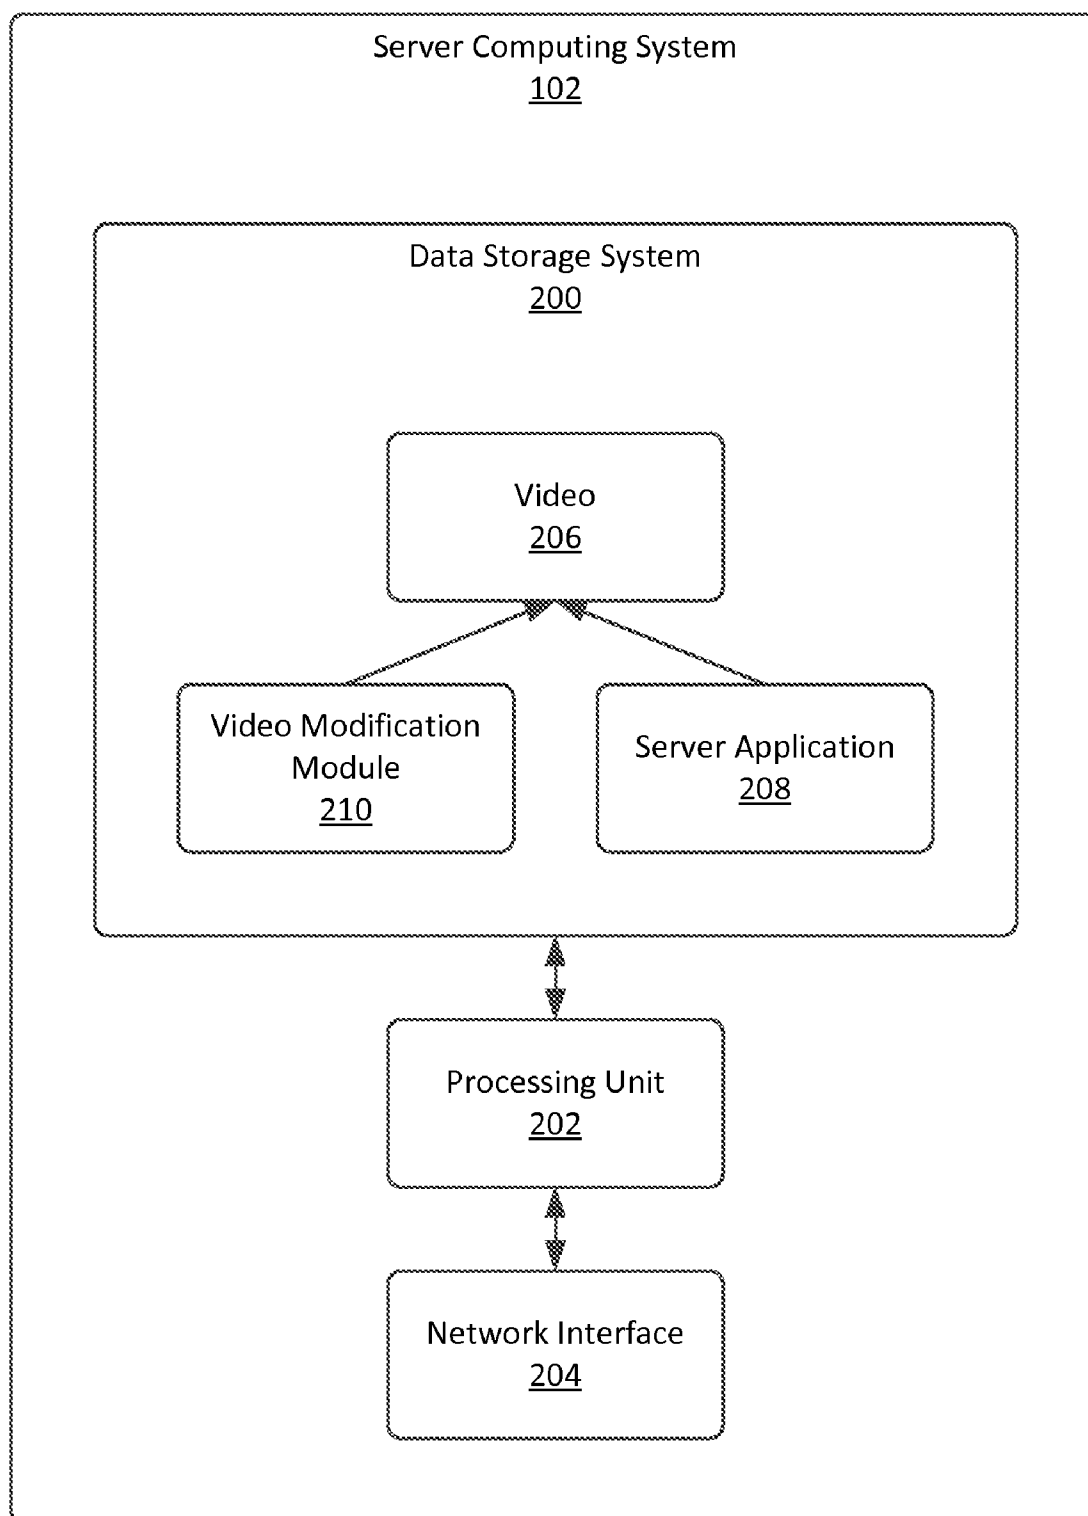 Server Computing System
102
Data Storage System
200
Video
206
Video Modification
Module
210
Server Application
208
Processing Unit
202
Network Interface
204